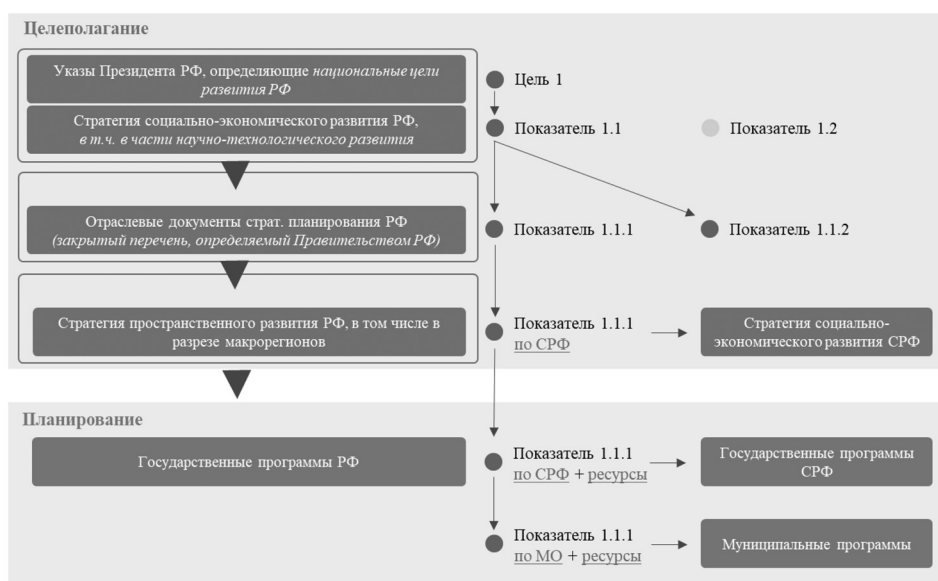 Целеполагание
Указы Президента РФ, определяющие национальные цели
развития РФ
Цель 1
Стратегия социально-экономического развития РФ,
в т.ч. в части научно-технологического развития
Показатель 1.1
Показатель 1.2
Отраслевые документы страт. планирования РФ
(закрытый перечень, определяемый Правительством РФ)
Показатель 1.1.1
Показатель 1.1.2
Стратегия пространственного развития РФ, в том числе в
разрезе макрорегионов
Показатель 1.1.1
по СРФ
Стратегия социально-
экономического развития СРФ
Планирование
Государственные программы РФ
Показатель 1.1.1
по СРФ + ресурсы
Государственные программы
СРФ
Показатель 1.1.1
по МО + ресурсы
Муниципальные программы